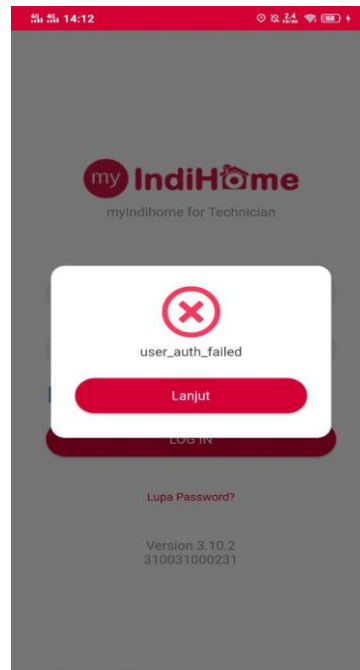 14:12
my IndiHome
myIndihome for Technician
user_auth_failed
Lanjut
LOG IN
Lupa Password?
Version 3.10.2
310031000231